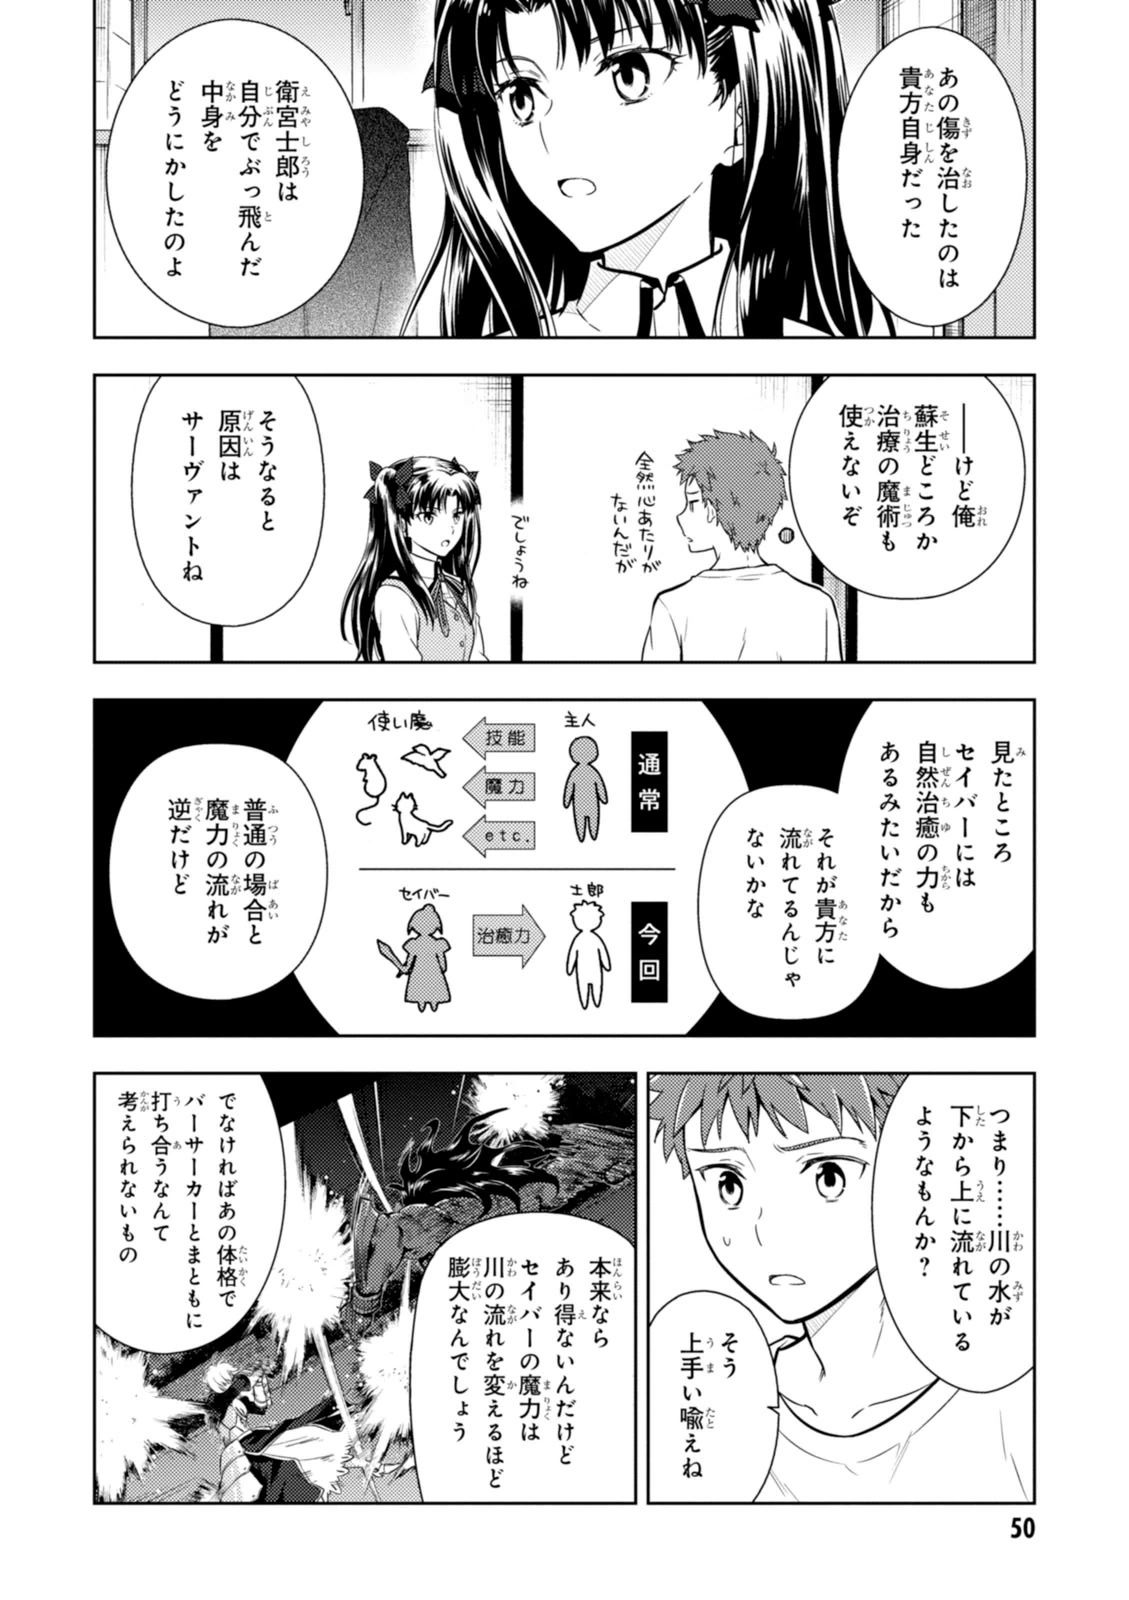 あの傷を治したのは
貴方自身だった
衛宮士郎は
自分でぶっ飛んだ
中身を
どうにかしたのよ
──けど俺
蘇生どころか
治療の魔術も
使えないぞ
全然心あたりが
ないんだが
でしょうね
そうなると
原因は
サーヴァントね
見たところ
セイバーには
自然治癒の力も
あるみたいだから
それが貴方に
流れてるんじゃ
ないかな
通常
主人
技能
魔力
etc.
使い魔
今回
士郎
治癒力
セイバー
普通の場合と
魔力の流れが
逆だけど
つまり……川の水が
下から上に流れている
ようなもんか?
そう
上手い喩えね
本来なら
あり得ないんだけど
セイバーの魔力は
川の流れを変えるほど
膨大なんでしょう
でなければあの体格で
バーサーカーとまともに
打ち合うなんて
考えられないもの
50